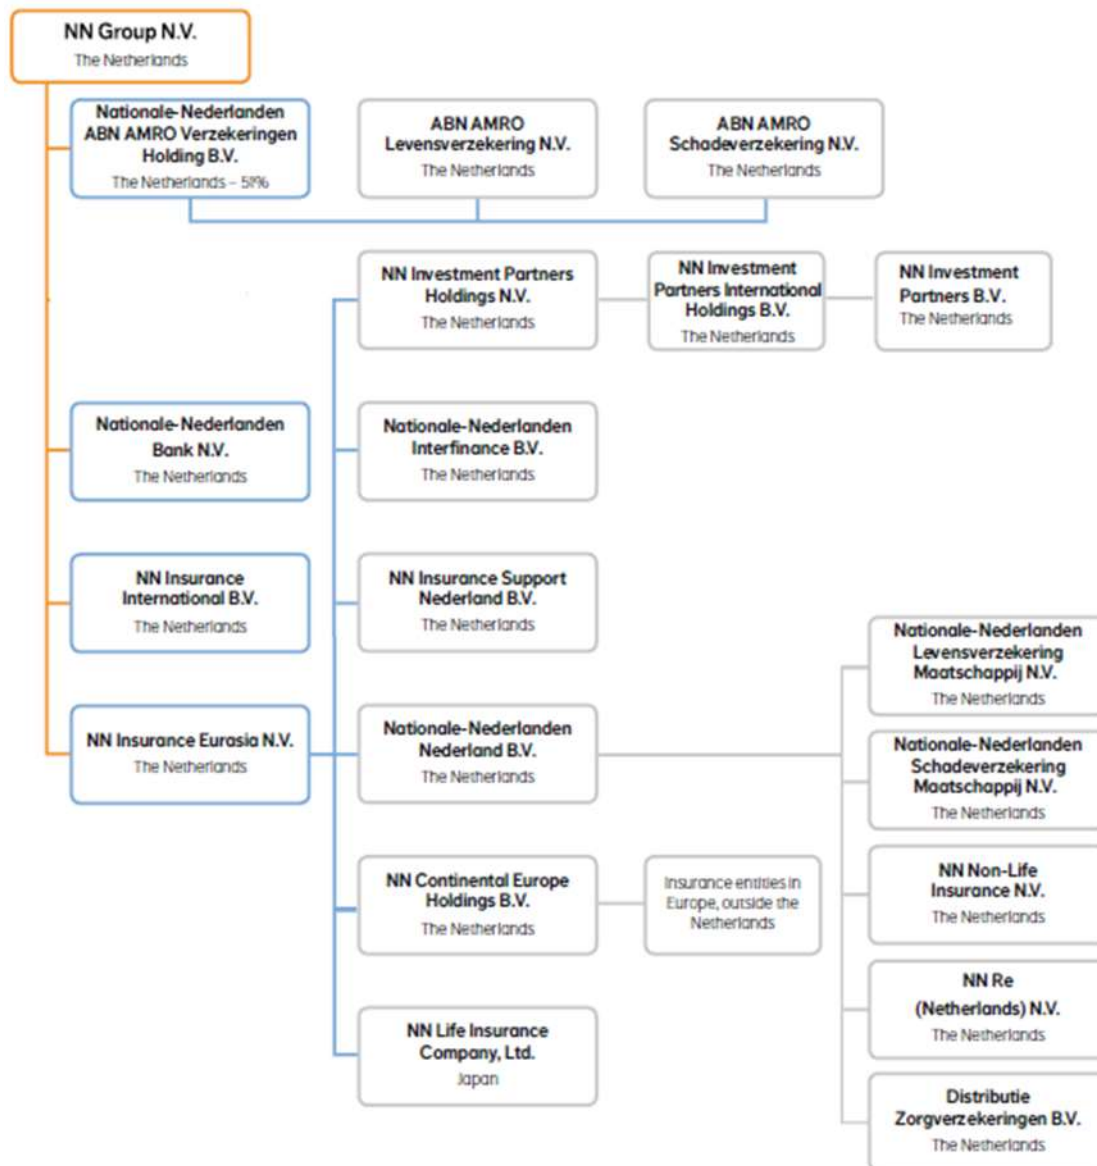 NN Group N.V.
The Netherlands
Nationale-Nederlanden
ABN AMRO Verzekeringen
Holding B.V.
The Netherlands – 51%
ABN AMRO
Levensverzekering N.V.
The Netherlands
ABN AMRO
Schadeverzekering N.V.
The Netherlands
NN Investment Partners
Holdings N.V.
The Netherlands
NN Investment
Partners International
Holdings B.V.
The Netherlands
NN Investment
Partners B.V.
The Netherlands
Nationale-Nederlanden
Bank N.V.
The Netherlands
Nationale-Nederlanden
Interfinance B.V.
The Netherlands
NN Insurance
International B.V.
The Netherlands
NN Insurance Support
Nederland B.V.
The Netherlands
NN Insurance Eurasia N.V.
The Netherlands
Nationale-Nederlanden
Nederland B.V.
The Netherlands
Nationale-Nederlanden
Levensverzekering
Maatschappij N.V.
The Netherlands
Nationale-Nederlanden
Schadeverzekering
Maatschappij N.V.
The Netherlands
NN Continental Europe
Holdings B.V.
The Netherlands
Insurance entities in
Europe, outside the
Netherlands
NN Non-Life
Insurance N.V.
The Netherlands
NN Re
(Netherlands) N.V.
The Netherlands
NN Life Insurance
Company, Ltd.
Japan
Distributie
Zorgverzekeringen B.V.
The Netherlands